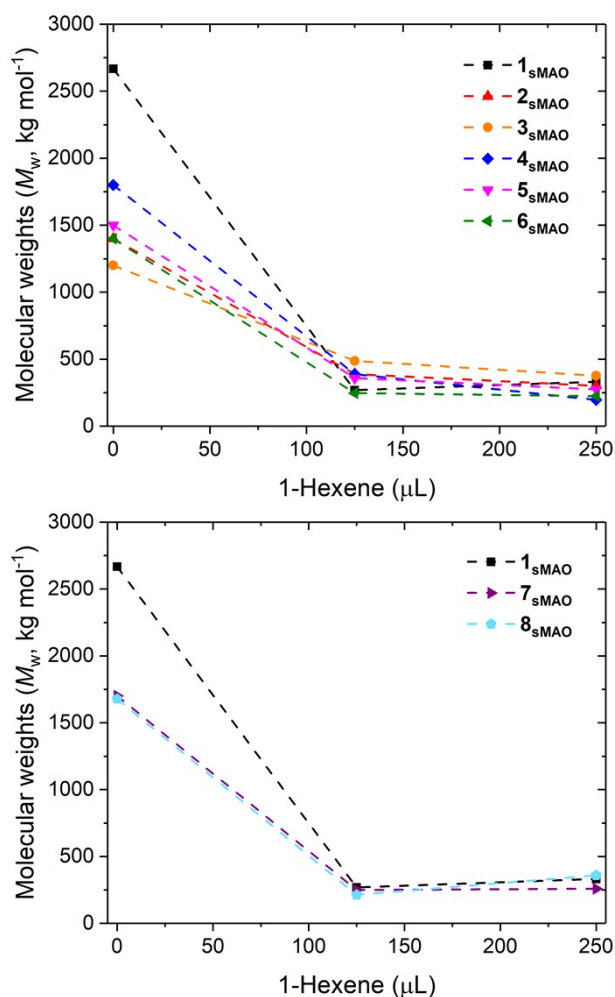 Molecular weights (Mw, kg mol-1)
3000
2500
2000
1500
1000
500
0
1sMAO
2sMAO
3sMAO
4sMAO
5sMAO
6sMAO
0 50 100 150 200 250
1-Hexene (μL)
Molecular weights (Mw, kg mol-1)
3000
2500
2000
1500
1000
500
0
1sMAO
7sMAO
8sMAO
0 50 100 150 200 250
1-Hexene (μL)